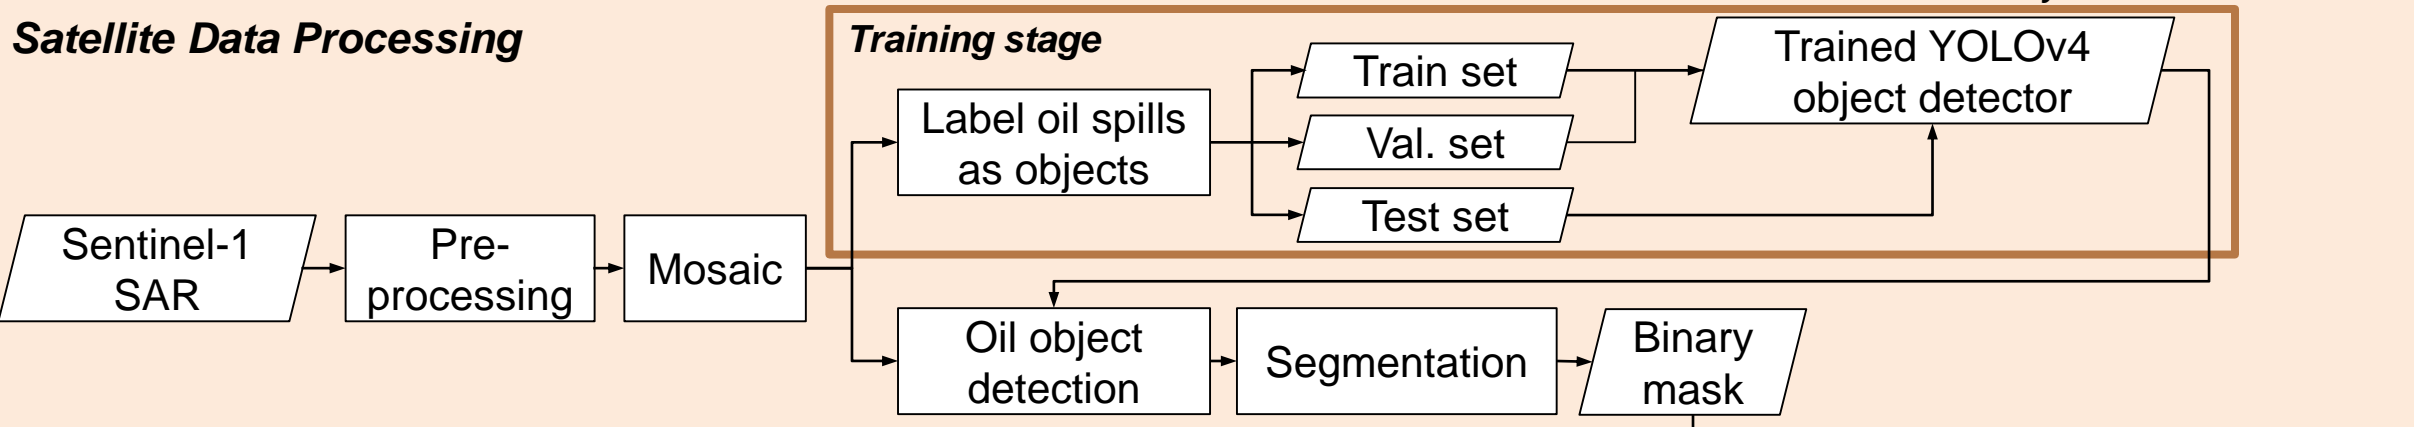 Satellite Data Processing
Training stage
Train set
Trained YOLOv4
object detector
Label oil spills
as objects
Val. set
Test set
Sentinel-1
SAR
Pre-
processing
Mosaic
Oil object
detection
Segmentation
Binary
mask